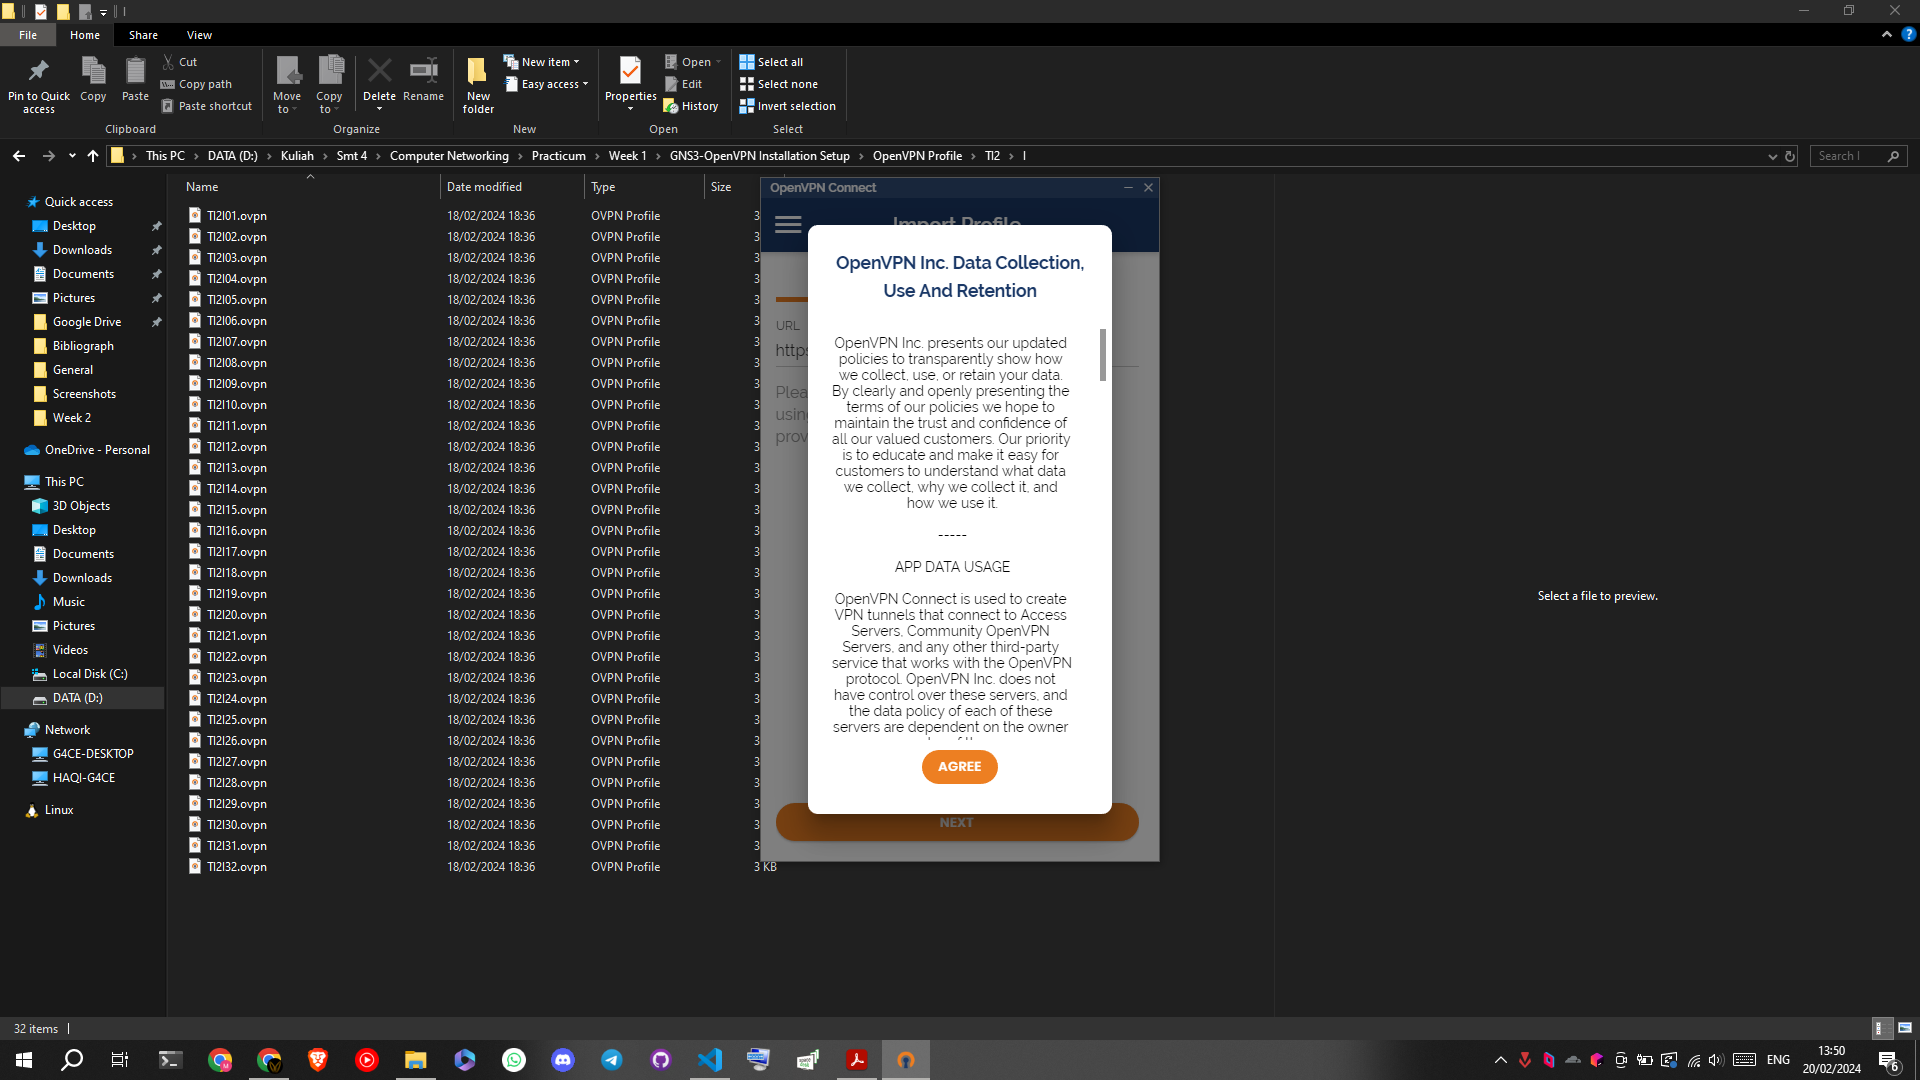 File Home Share View
Pin to Quick access
Copy
Paste
Cut
Copy path
Paste shortcut
Clipboard
Move to
Copy to
Delete
Rename
Organize
New folder
New item
Easy access
New
Properties
Open
Edit
History
Open
Select all
Select none
Invert selection
Select
This PC DATA (D:) Kuliah Smt 4 Computer Networking Practicum Week 1 GNS3-OpenVPN Installation Setup OpenVPN Profile TI2 I
Search I
Quick access
Desktop
Downloads
Documents
Pictures
Google Drive
Bibliograph
General
Screenshots
Week 2
OneDrive - Personal
This PC
3D Objects
Desktop
Documents
Downloads
Music
Pictures
Videos
Local Disk (C:)
DATA (D:)
Network
G4CE-DESKTOP
HAQI-G4CE
Linux
Name Date modified Type Size
TI2I01.ovpn 18/02/2024 18:36 OVPN Profile 3
TI2I02.ovpn 18/02/2024 18:36 OVPN Profile 3
TI2I03.ovpn 18/02/2024 18:36 OVPN Profile 3
TI2I04.ovpn 18/02/2024 18:36 OVPN Profile 3
TI2I05.ovpn 18/02/2024 18:36 OVPN Profile 3
TI2I06.ovpn 18/02/2024 18:36 OVPN Profile 3
TI2I07.ovpn 18/02/2024 18:36 OVPN Profile 3
TI2I08.ovpn 18/02/2024 18:36 OVPN Profile 3
TI2I09.ovpn 18/02/2024 18:36 OVPN Profile 3
TI2I10.ovpn 18/02/2024 18:36 OVPN Profile 3
TI2I11.ovpn 18/02/2024 18:36 OVPN Profile 3
TI2I12.ovpn 18/02/2024 18:36 OVPN Profile 3
TI2I13.ovpn 18/02/2024 18:36 OVPN Profile 3
TI2I14.ovpn 18/02/2024 18:36 OVPN Profile 3
TI2I15.ovpn 18/02/2024 18:36 OVPN Profile 3
TI2I16.ovpn 18/02/2024 18:36 OVPN Profile 3
TI2I17.ovpn 18/02/2024 18:36 OVPN Profile 3
TI2I18.ovpn 18/02/2024 18:36 OVPN Profile 3
TI2I19.ovpn 18/02/2024 18:36 OVPN Profile 3
TI2I20.ovpn 18/02/2024 18:36 OVPN Profile 3
TI2I21.ovpn 18/02/2024 18:36 OVPN Profile 3
TI2I22.ovpn 18/02/2024 18:36 OVPN Profile 3
TI2I23.ovpn 18/02/2024 18:36 OVPN Profile 3
TI2I24.ovpn 18/02/2024 18:36 OVPN Profile 3
TI2I25.ovpn 18/02/2024 18:36 OVPN Profile 3
TI2I26.ovpn 18/02/2024 18:36 OVPN Profile 3
TI2I27.ovpn 18/02/2024 18:36 OVPN Profile 3
TI2I28.ovpn 18/02/2024 18:36 OVPN Profile 3
TI2I29.ovpn 18/02/2024 18:36 OVPN Profile 3
TI2I30.ovpn 18/02/2024 18:36 OVPN Profile 3
TI2I31.ovpn 18/02/2024 18:36 OVPN Profile 3
TI2I32.ovpn 18/02/2024 18:36 OVPN Profile 3 KB
OpenVPN Connect
Import Profile
URL
https
Plea
using
prov
OpenVPN Inc. Data Collection,
Use And Retention
OpenVPN Inc. presents our updated
policies to transparently show how
we collect, use, or retain your data.
By clearly and openly presenting the
terms of our policies we hope to
maintain the trust and confidence of
all our valued customers. Our priority
is to educate and make it easy for
customers to understand what data
we collect, why we collect it, and
how we use it.
-----
APP DATA USAGE
OpenVPN Connect is used to create
VPN tunnels that connect to Access
Servers, Community OpenVPN
Servers, and any other third-party
service that works with the OpenVPN
protocol. OpenVPN Inc. does not
have control over these servers, and
the data policy of each of these
servers are dependent on the owner
AGREE
NEXT
Select a file to preview.
32 items
ENG
13:50
20/02/2024
6